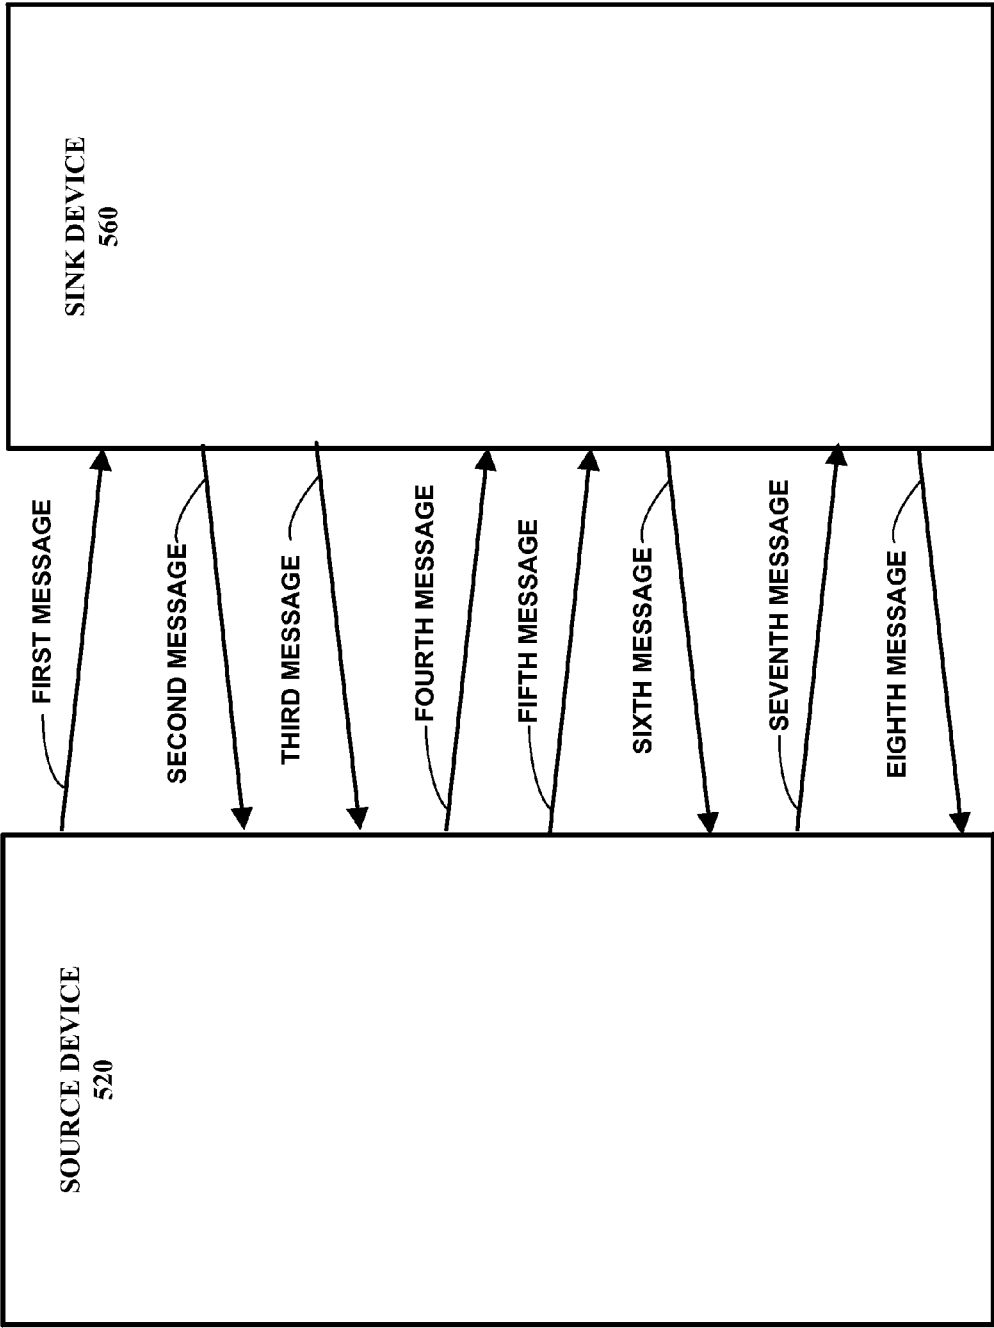 SOURCE DEVICE
520
SINK DEVICE
560
FIRST MESSAGE
SECOND MESSAGE
THIRD MESSAGE
FOURTH MESSAGE
FIFTH MESSAGE
SIXTH MESSAGE
SEVENTH MESSAGE
EIGHTH MESSAGE